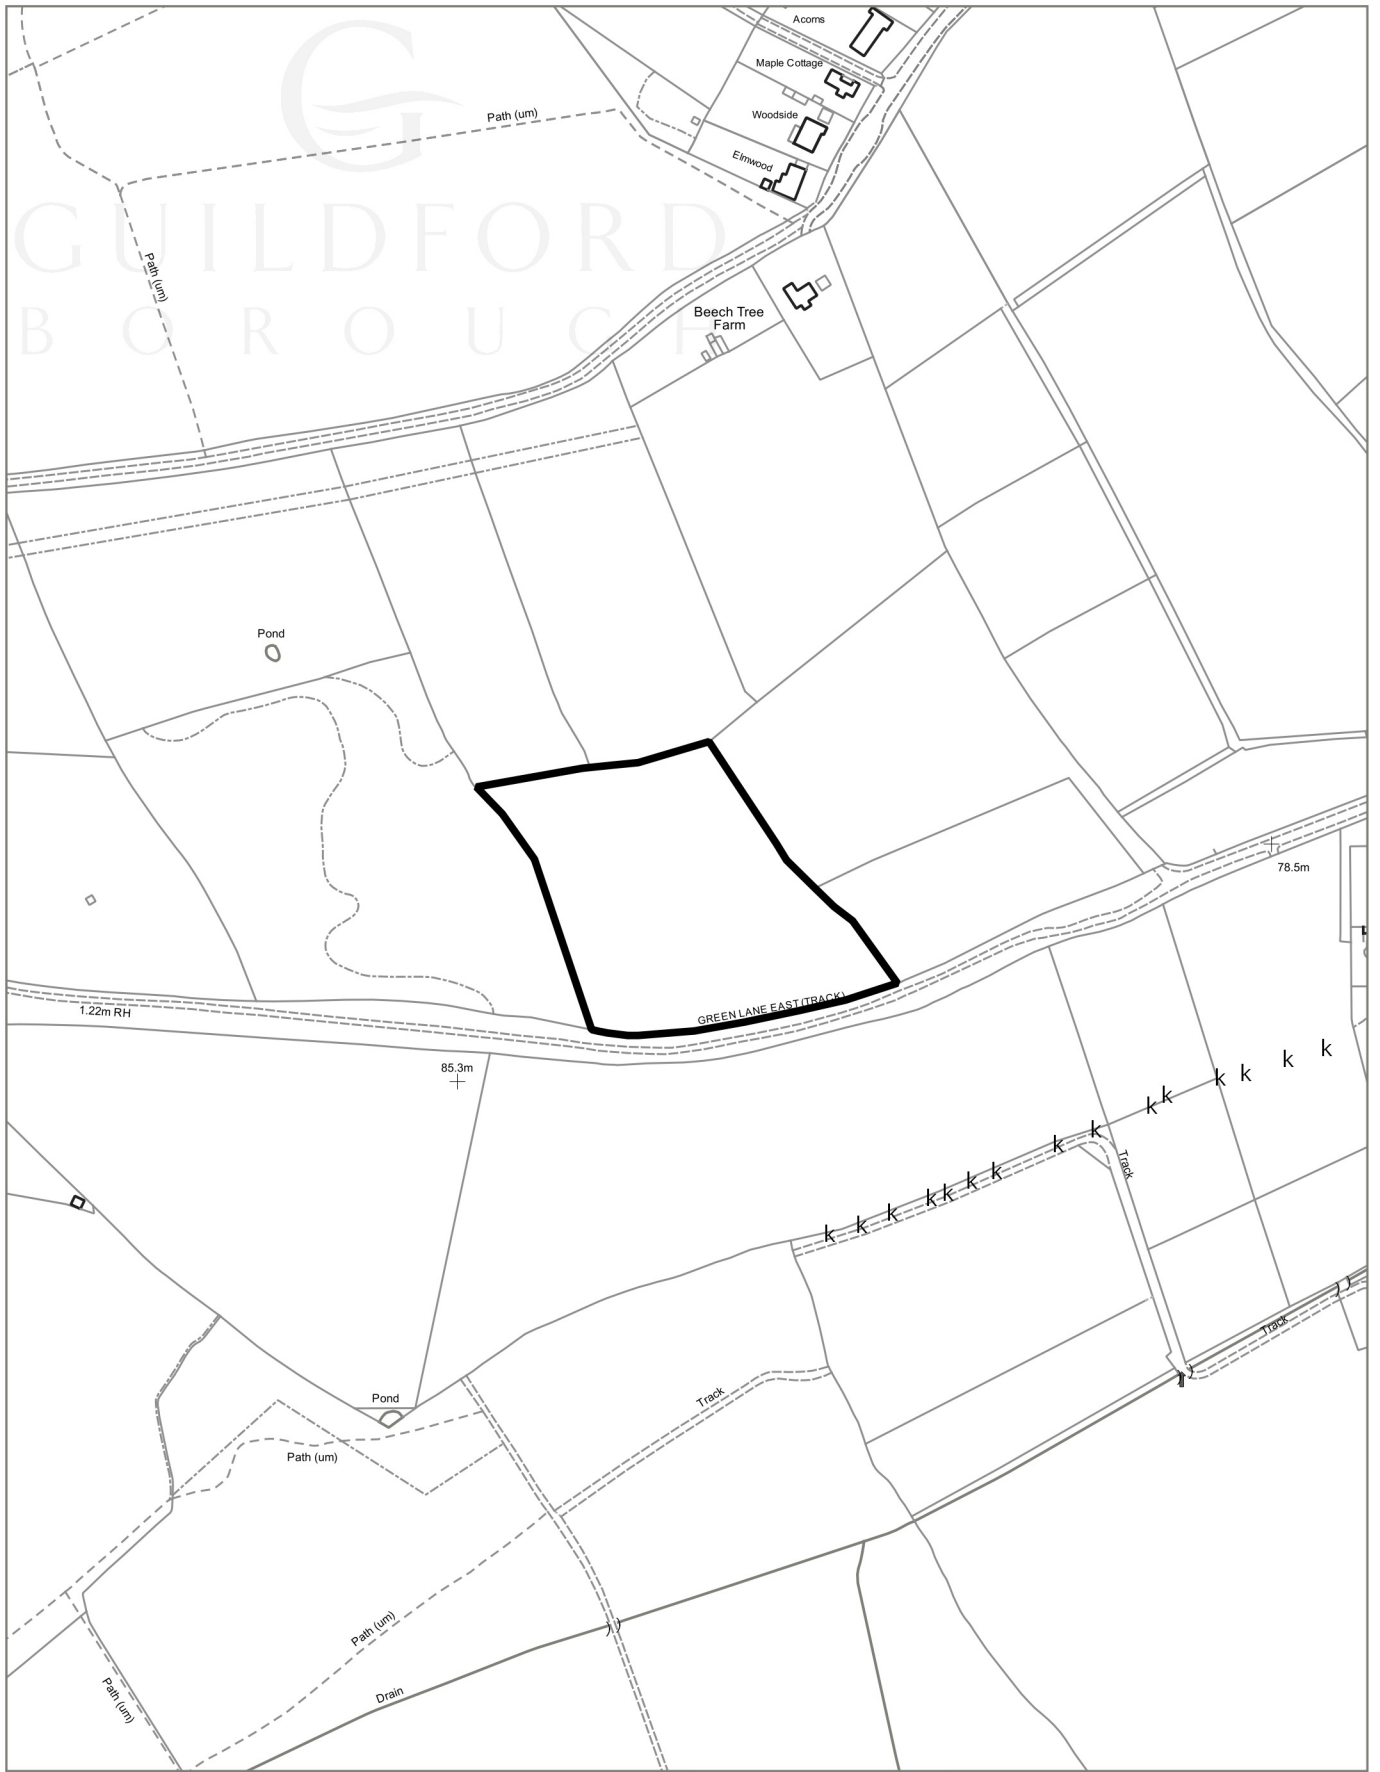 Acorns
Maple Cottage
Path (um)
Woodside
Elmwood
G
GUILDFORD
BOROUGH
Path (um)
Beech Tree
Farm
Pond
78.5m
GREEN LANE EAST (TRACK)
1.22m RH
85.3m
k
k
k
k
k
k
k
k
Track
k
k
k
k
k
k
k
k
Track
Track
Pond
Path (um)
Path (um)
Path (um)
Drain